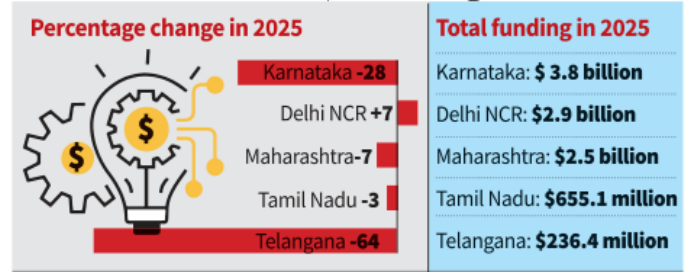 Percentage change in 2025
Karnataka -28
Delhi NCR +7
Maharashtra-7
Tamil Nadu -3
Telangana -64
$
$
Total funding in 2025
Karnataka: $ 3.8 billion
Delhi NCR: $2.9 billion
Maharashtra: $2.5 billion
Tamil Nadu: $655.1 million
Telangana: $236.4 million